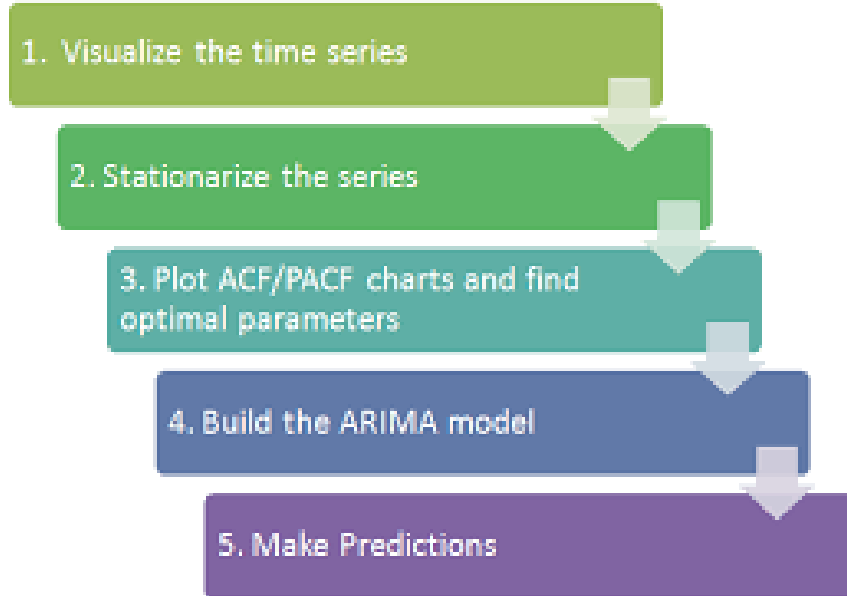 1. Visualize the time series
2. Stationarize the series
3. Plot ACF/PACF charts and find
optimal parameters
4. Build the ARIMA model
5. Make Predictions